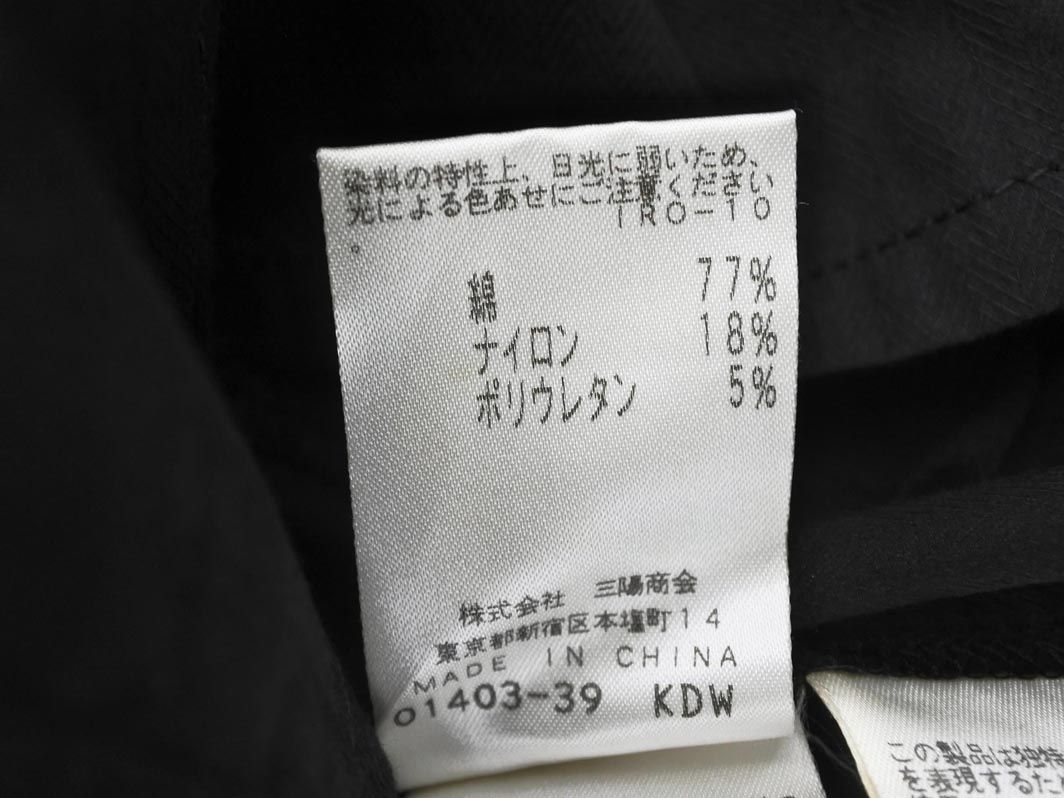 染料の特性上、日光に弱いため、
光による色あせにご注意ください
。
IRO-10
綿 77%
ナイロン 18%
ポリウレタン 5%
株式会社 三陽商会
東京都新宿区本塩町14
MADE IN CHINA
01403-39 KDW
この製品は独特
を表現するた